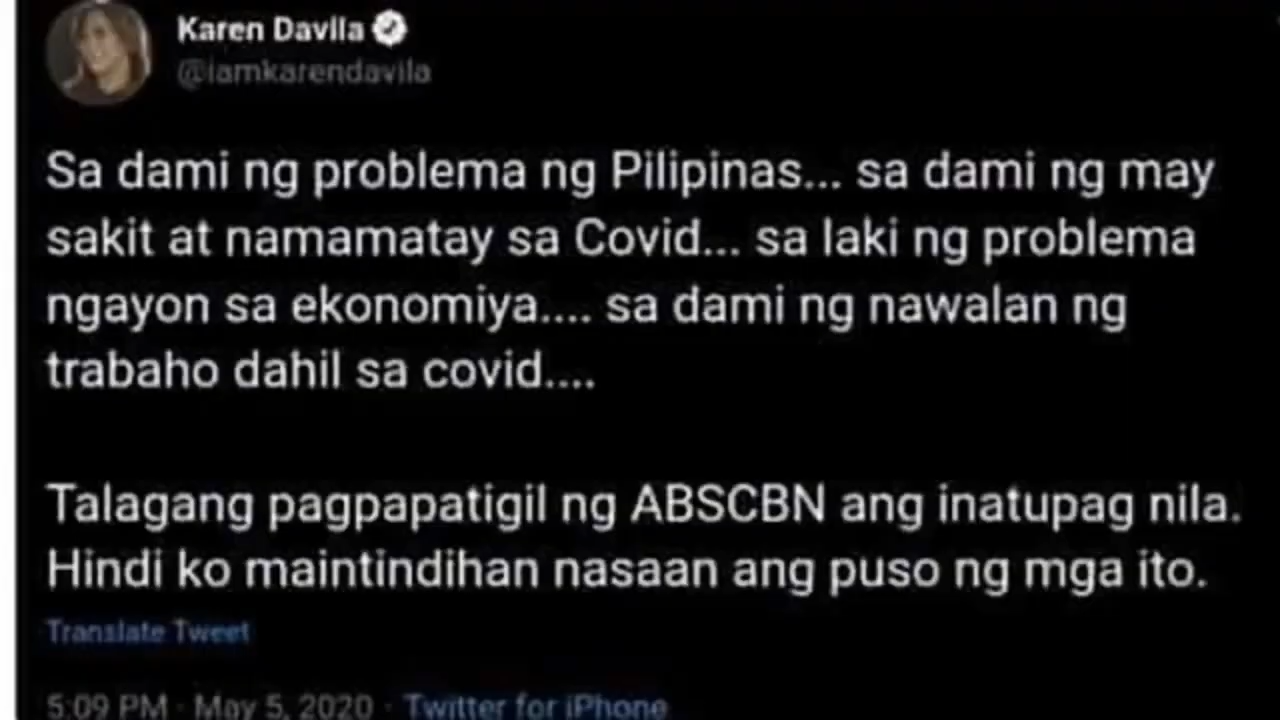 Karen Davila
@iamkarendavila
Sa dami ng problema ng Pilipinas... sa dami ng may
sakit at namamatay sa Covid... sa laki ng problema
ngayon sa ekonomiya.... sa dami ng nawalan ng
trabaho dahil sa covid....
Talagang pagpapatigil ng ABSCBN ang inatupag nila.
Hindi ko maintindihan nasaan ang puso ng mga ito.
Translate Tweet
5:09 PM · May 5, 2020 · Twitter for iPhone